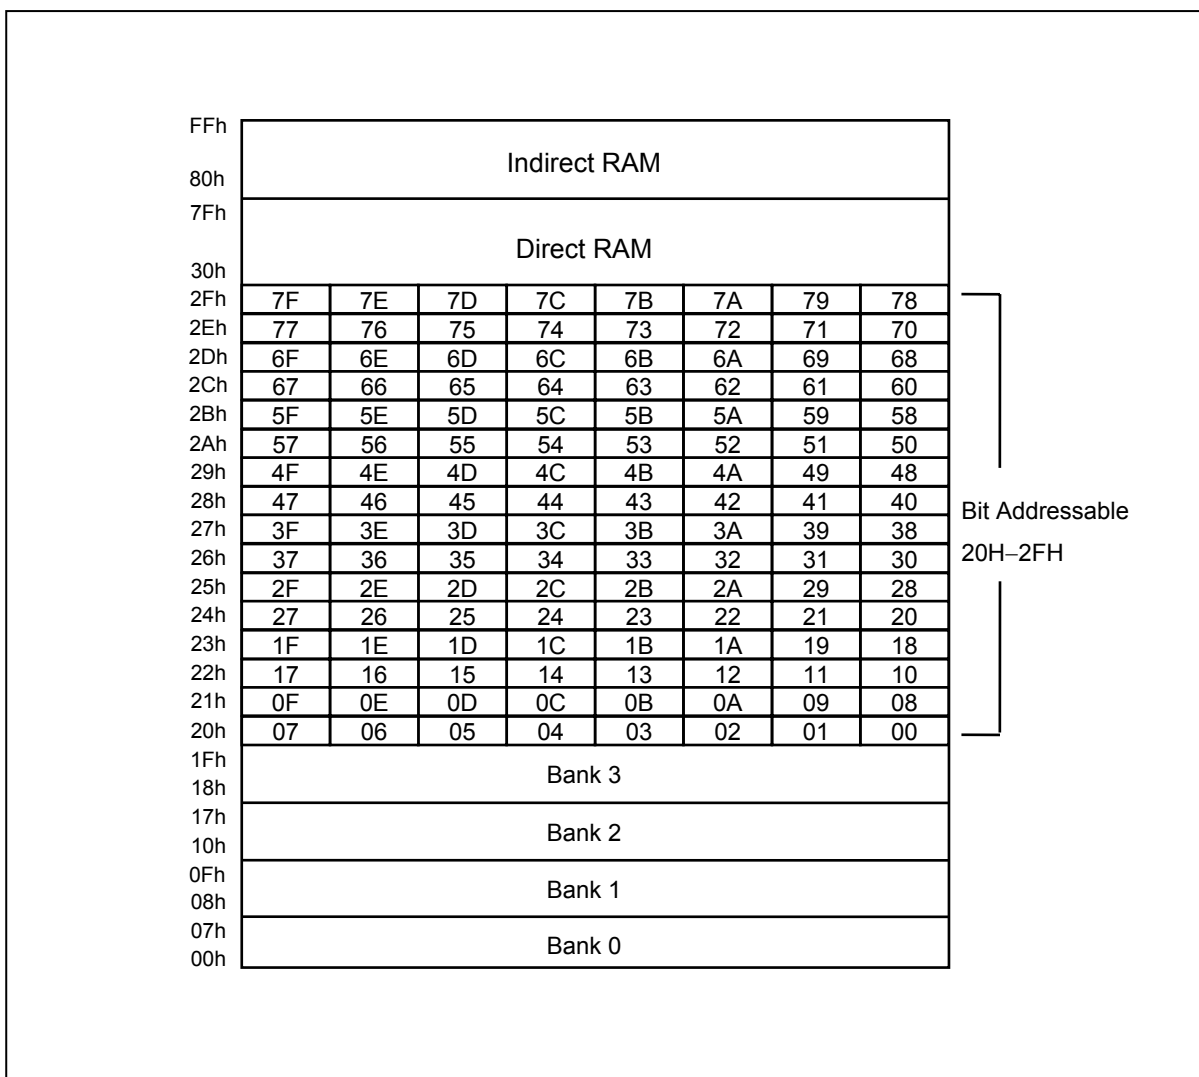 FFh
Indirect RAM
80h
7Fh
Direct RAM
30h
2Fh 7F 7E 7D 7C 7B 7A 79 78
2Eh 77 76 75 74 73 72 71 70
2Dh 6F 6E 6D 6C 6B 6A 69 68
2Ch 67 66 65 64 63 62 61 60
2Bh 5F 5E 5D 5C 5B 5A 59 58
2Ah 57 56 55 54 53 52 51 50
29h 4F 4E 4D 4C 4B 4A 49 48
28h 47 46 45 44 43 42 41 40
27h 3F 3E 3D 3C 3B 3A 39 38
26h 37 36 35 34 33 32 31 30
25h 2F 2E 2D 2C 2B 2A 29 28
24h 27 26 25 24 23 22 21 20
23h 1F 1E 1D 1C 1B 1A 19 18
22h 17 16 15 14 13 12 11 10
21h 0F 0E 0D 0C 0B 0A 09 08
20h 07 06 05 04 03 02 01 00
Bit Addressable
20H–2FH
1Fh
Bank 3
18h
17h
Bank 2
10h
0Fh
Bank 1
08h
07h
Bank 0
00h